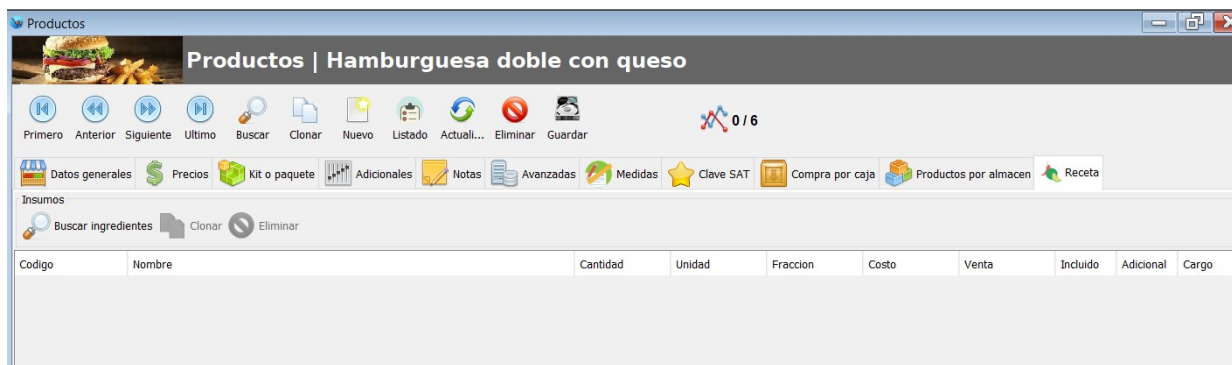 Productos
Productos | Hamburguesa doble con queso
Primero Anterior Siguiente Ultimo Buscar Clonar Nuevo Listado Actuali... Eliminar Guardar 0 / 6
Datos generales Precios Kit o paquete Adicionales Notas Avanzadas Medidas Clave SAT Compra por caja Productos por almacen Receta
Insumos
Buscar ingredientes Clonar Eliminar
Codigo Nombre Cantidad Unidad Fraccion Costo Venta Incluido Adicional Cargo